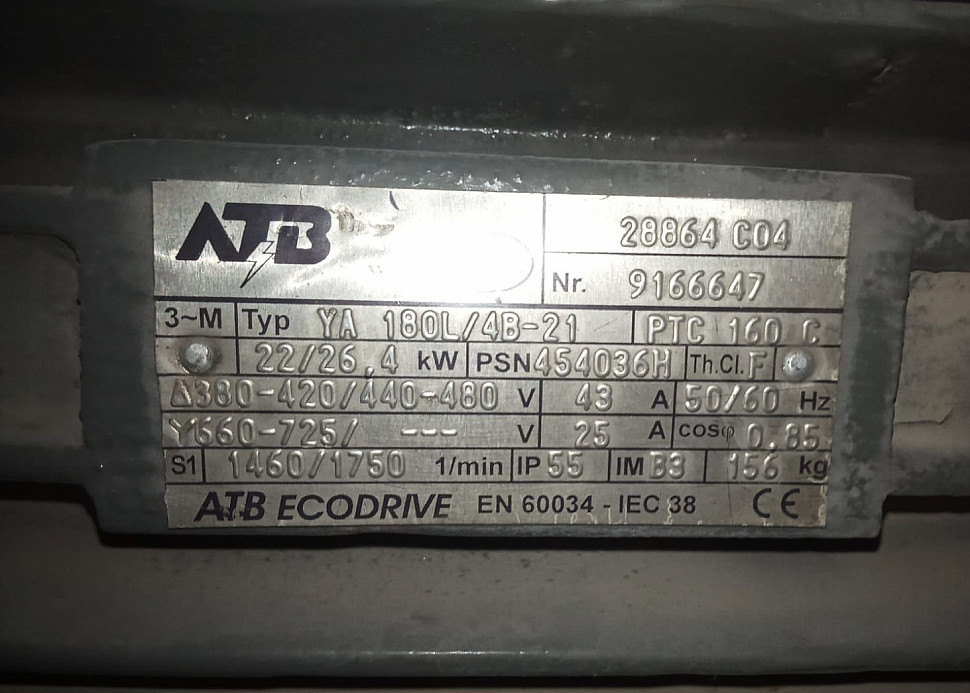 ATB
28864 C04
Nr. 9166647
3~M Typ YA 180L/4B-21 PTC 160 C
22/26,4 kW PSN 454036H Th.Cl. F
Δ380-420/440-480 V 43 A 50/60 Hz
Y660-725/ --- V 25 A cosφ 0,85
S1 1460/1750 1/min IP 55 IM B3 156 kg
ATB ECODRIVE EN 60034 - IEC 38 CE